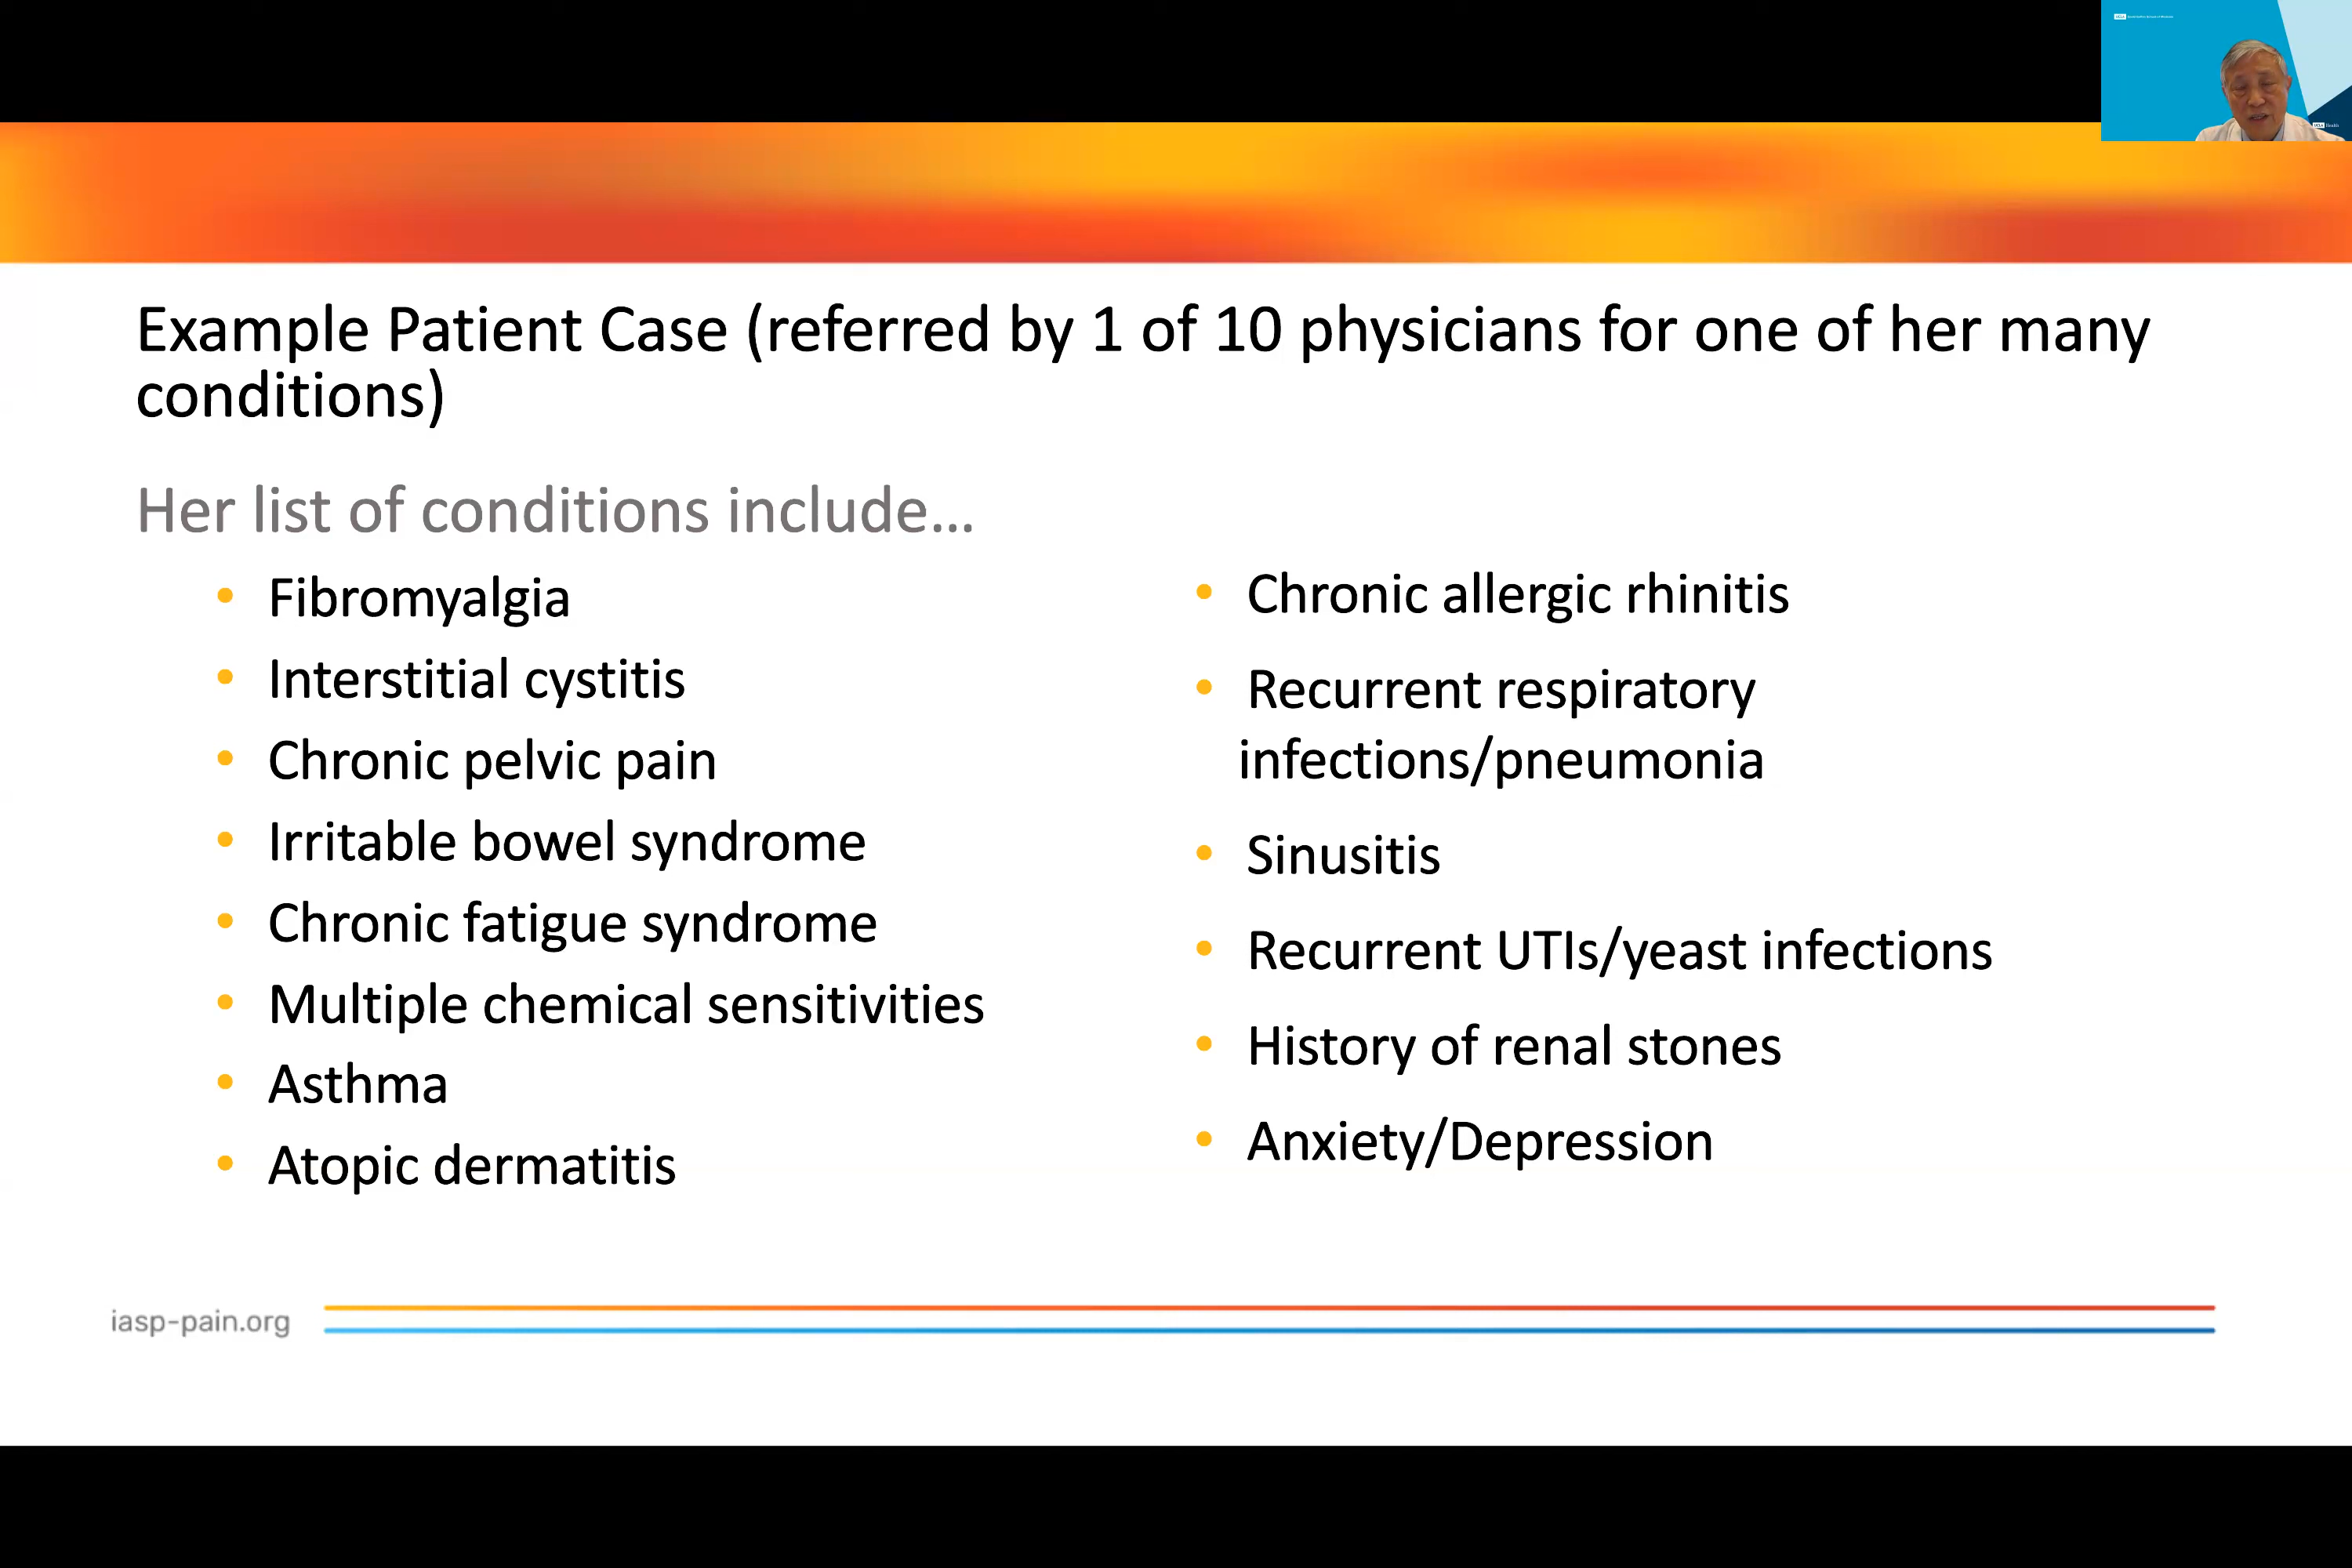 Example Patient Case (referred by 1 of 10 physicians for one of her many
conditions)
Her list of conditions include...
• Fibromyalgia
• Interstitial cystitis
• Chronic pelvic pain
• Irritable bowel syndrome
• Chronic fatigue syndrome
• Multiple chemical sensitivities
• Asthma
• Atopic dermatitis
• Chronic allergic rhinitis
• Recurrent respiratory
infections/pneumonia
• Sinusitis
• Recurrent UTIs/yeast infections
• History of renal stones
• Anxiety/Depression
iasp-pain.org
UCLA Health